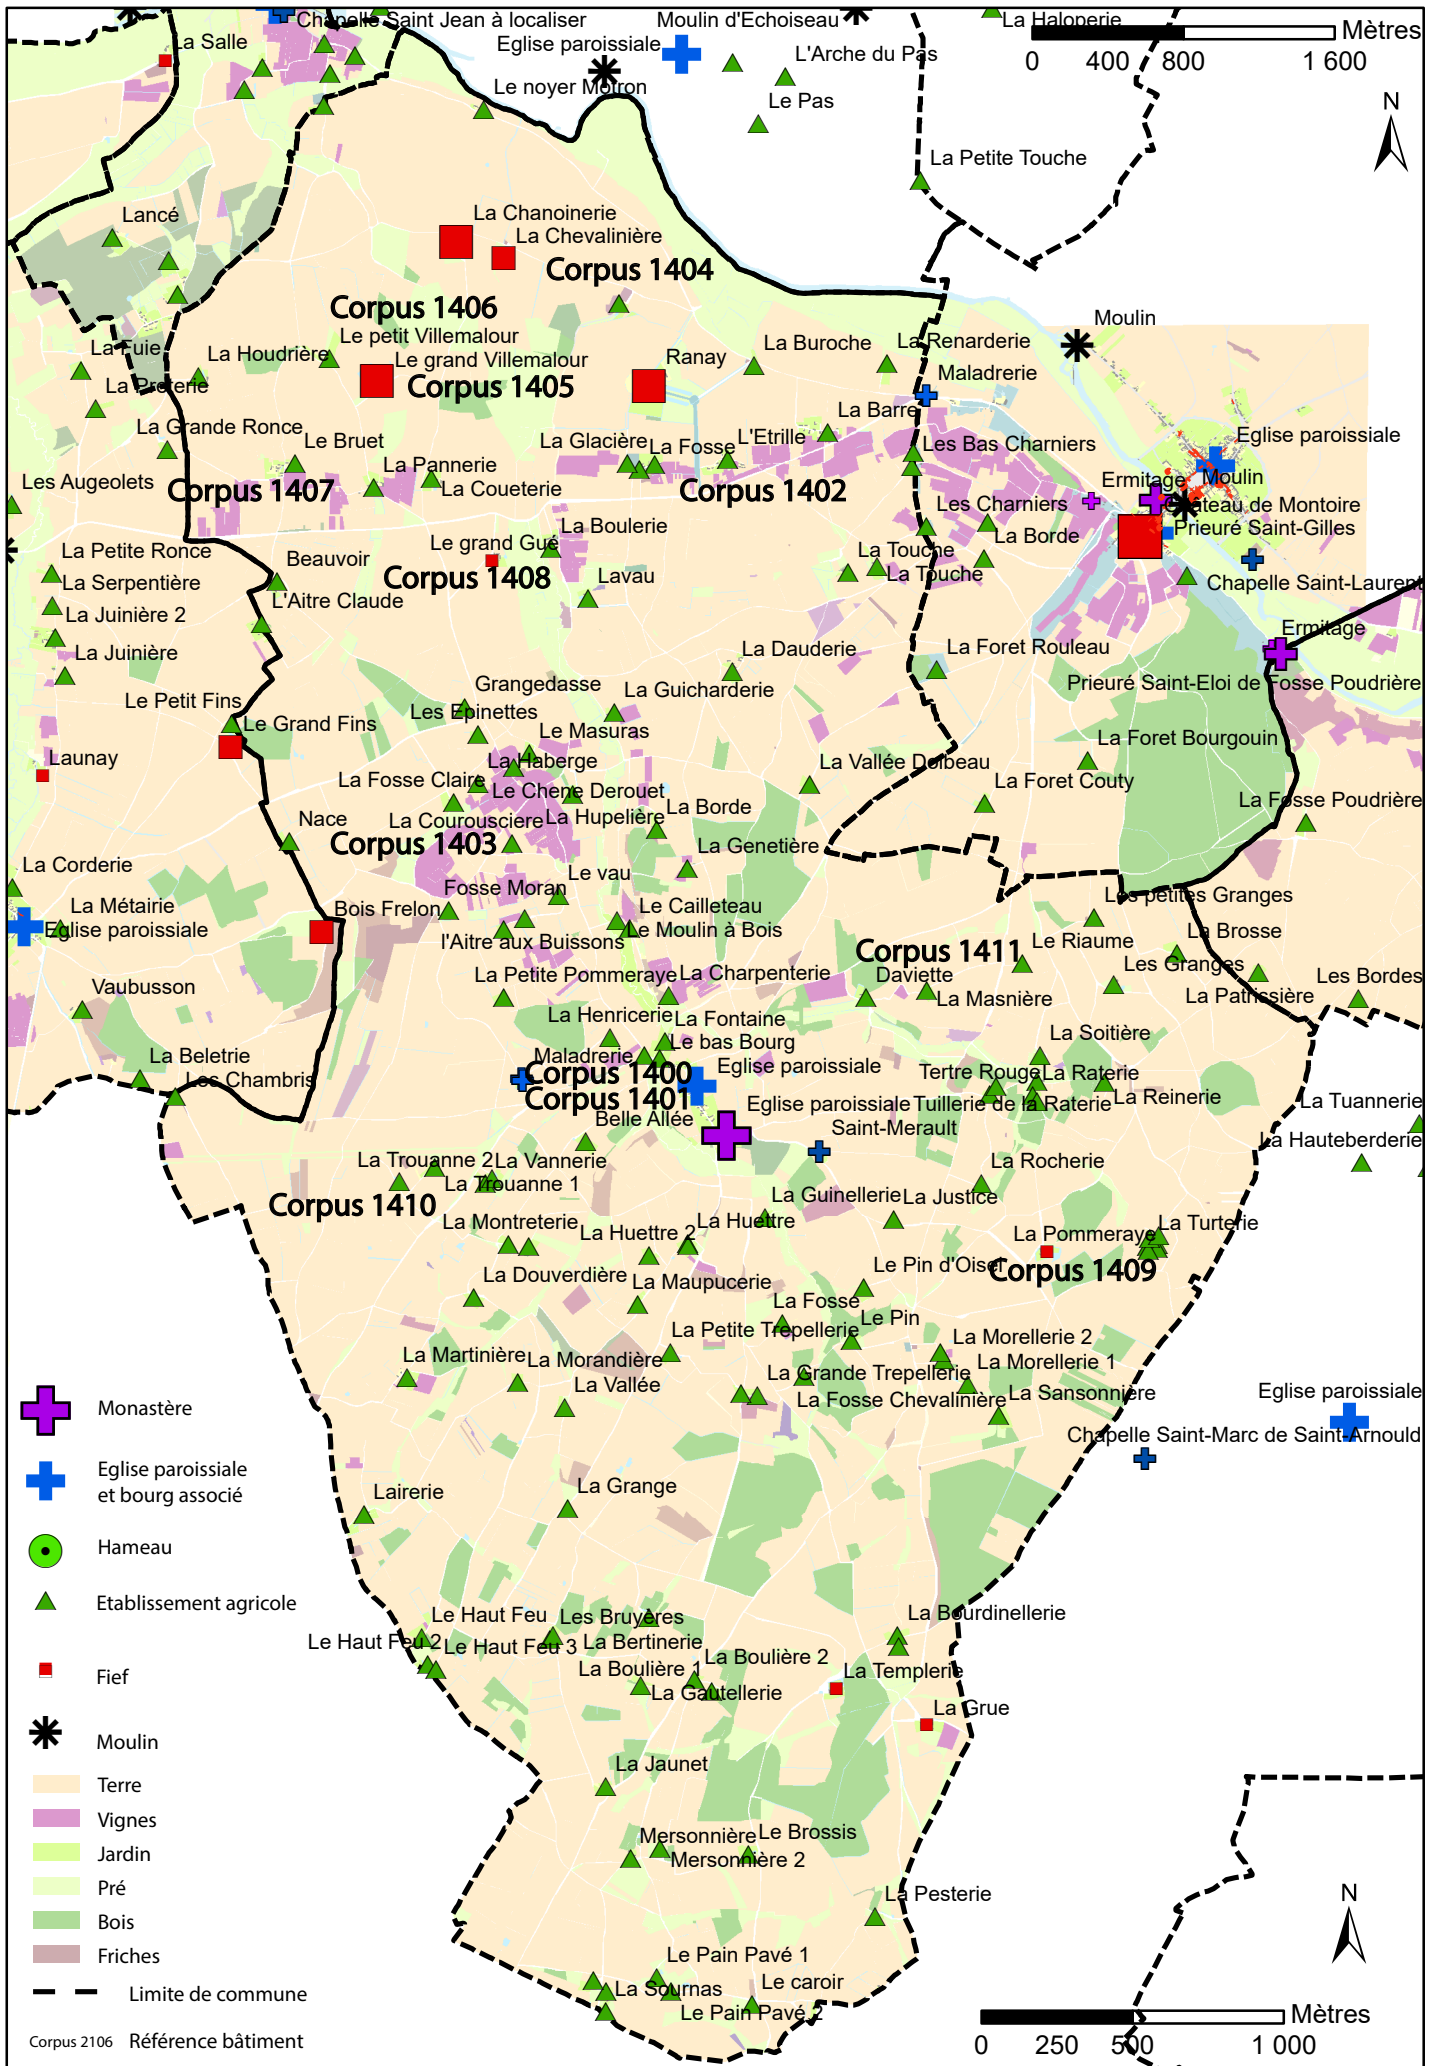 Chapelle Saint Jean à localiser
Moulin d'Echoiseau
La Haloperie
Mètres
0 400 800 1 600
La Salle
Eglise paroissiale
L'Arche du Pas
Le noyer Motron
Le Pas
N
La Petite Touche
Lancé
La Chanoinerie
La Chevalinière
Corpus 1404
Corpus 1406
Le petit Villemalour
Moulin
La Fuie
La Houdrière
Le grand Villemalour
Ranay
La Buroche
La Renarderie
La Preterie
Corpus 1405
Maladrerie
La Grande Ronce
Le Bruet
La Glacière
La Fosse
L'Etrille
La Barre
Les Bas Charniers
Eglise paroissiale
Les Augeolets
Corpus 1407
La Pannerie
La Coueterie
Corpus 1402
Ermitage
Moulin
Les Charniers
Château de Montoire
La Petite Ronce
Beauvoir
Le grand Gué
La Boulerie
La Borde
Prieuré Saint-Gilles
La Serpentière
Corpus 1408
Lavau
La Touche
La Touche
Chapelle Saint-Laurent
La Juinière 2
L'Aitre Claude
Ermitage
La Juinière
La Dauderie
La Foret Rouleau
Prieuré Saint-Eloi de Fosse Poudrière
Le Petit Fins
Grangedasse
La Guicharderie
Le Grand Fins
Les Epinettes
Le Masuras
La Foret Bourgouin
Launay
La Haberge
La Vallée Dolbeau
La Fosse Claire
Le Chene Derouet
La Foret Couty
La Fosse Poudrière
Nace
La Courousciere
La Hupelière
La Borde
Corpus 1403
La Genetière
La Corderie
Le vau
Fosse Moran
Les petites Granges
La Métairie
Bois Frelon
Le Cailleteau
Eglise paroissiale
l'Aitre aux Buissons
Le Moulin à Bois
Corpus 1411
Le Riaume
La Brosse
La Petite Pommeraye
La Charpenterie
Daviette
Les Granges
Les Bordes
Vaubusson
La Masnière
La Patrissière
La Henricerie
La Fontaine
La Soitière
La Beletrie
Maladrerie
Le bas Bourg
Les Chambris
Corpus 1400
Eglise paroissiale
Tertre Rouge
La Raterie
Corpus 1401
La Reinerie
Belle Allée
Eglise paroissiale
Saint-Merault
Tuillerie de la Raterie
La Tuannerie
La Hauteberderie
La Trouanne 2
La Vannerie
La Rocherie
La Trouanne 1
Corpus 1410
La Guinellerie
La Justice
La Montreterie
La Huettre 2
La Huettre
La Pommeraye
La Turterie
La Douverdière
La Maupucerie
Le Pin d'Oisel
Corpus 1409
La Fosse
Le Pin
La Petite Trepellerie
La Morellerie 2
La Martinière
La Morandière
La Grande Trepellerie
La Morellerie 1
La Vallée
La Fosse Chevalinière
La Sansonnière
Eglise paroissiale
Chapelle Saint-Marc de Saint-Arnould
Lairerie
La Grange
Le Haut Feu
Les Bruyères
La Bourdinellerie
Le Haut Feu 2
Le Haut Feu 3
La Bertinerie
La Boulière 2
La Boulière 1
La Templerie
La Gautellerie
La Grue
La Jaunet
Mersonnière
Le Brossis
Mersonnière 2
La Pesterie
Le Pain Pavé 1
La Sournas
Le caroir
Le Pain Pavé 2
Monastère
Eglise paroissiale
et bourg associé
Hameau
Etablissement agricole
Fief
Moulin
Terre
Vignes
Jardin
Pré
Bois
Friches
Limite de commune
Corpus 2106 Référence bâtiment
N
Mètres
0 250 500 1 000